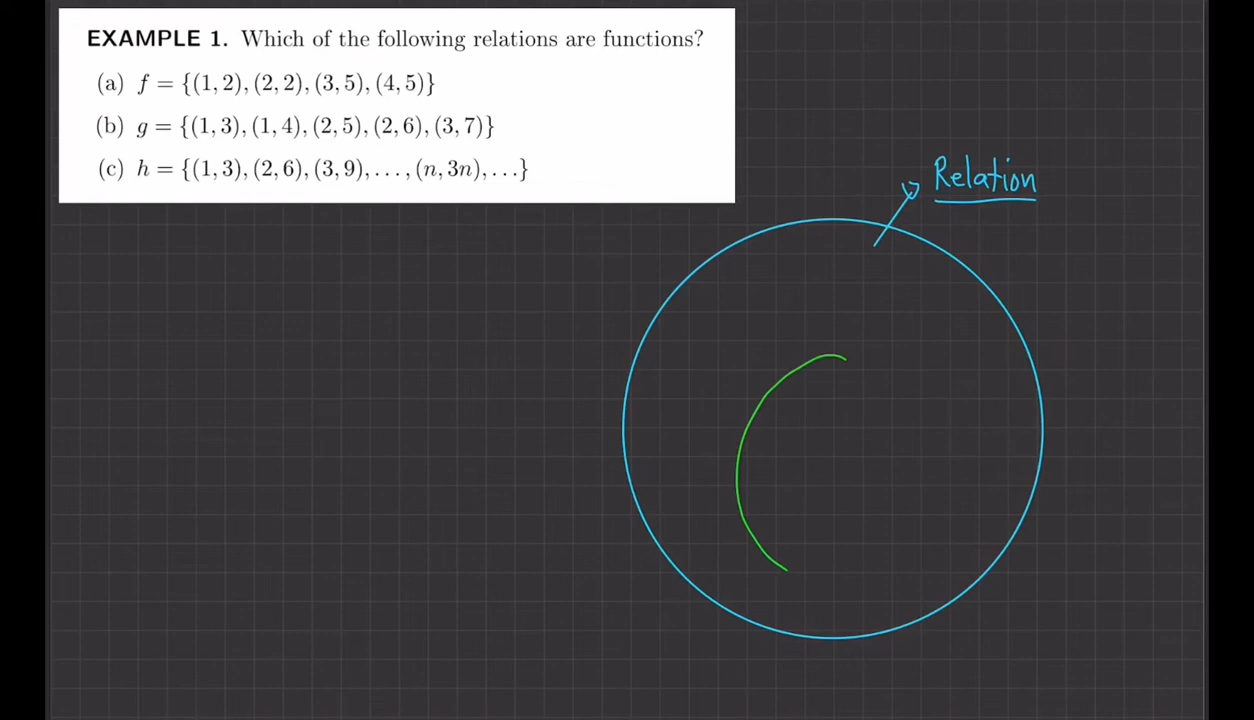 EXAMPLE 1. Which of the following relations are functions?
(a) f = {(1, 2), (2, 2), (3, 5), (4, 5)}
(b) g = {(1, 3), (1, 4), (2, 5), (2, 6), (3, 7)}
(c) h = {(1, 3), (2, 6), (3, 9), . . . , (n, 3n), . . .}
Relation